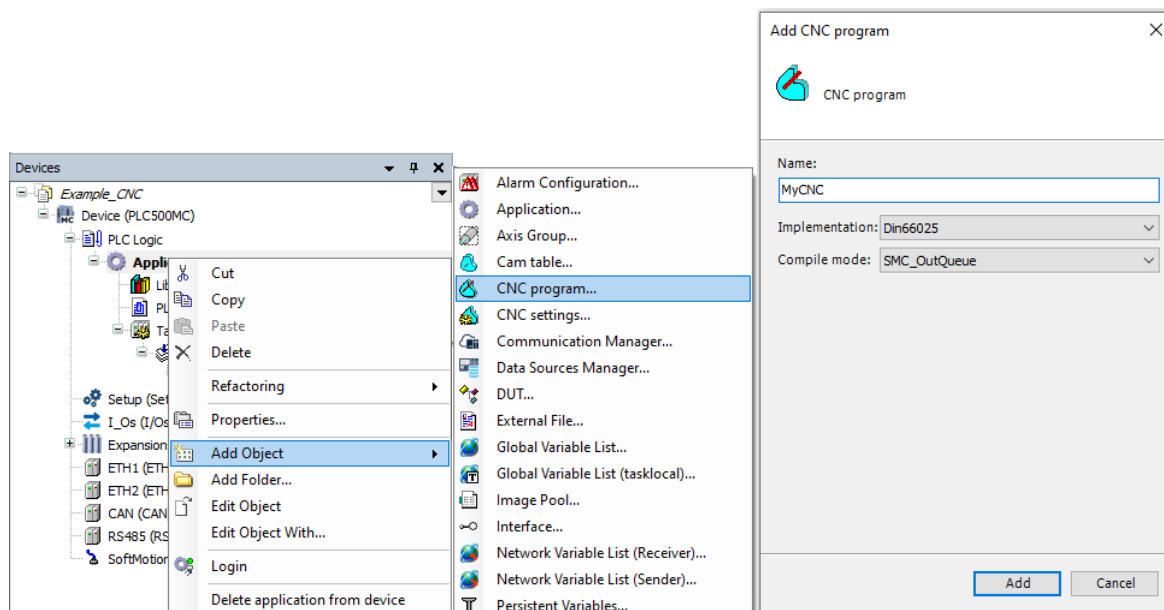 Devices
Example_CNC
Device (PLC500MC)
PLC Logic
Appli
Lib
PL
Ta
Setup (Set
I_Os (I/Os
Expansion
ETH1 (ETH
ETH2 (ETH
CAN (CAN
RS485 (RS
SoftMotion
Cut
Copy
Paste
Delete
Refactoring
Properties...
Add Object
Add Folder...
Edit Object
Edit Object With...
Login
Delete application from device
Alarm Configuration...
Application...
Axis Group...
Cam table...
CNC program...
CNC settings...
Communication Manager...
Data Sources Manager...
DUT...
External File...
Global Variable List...
Global Variable List (tasklocal)...
Image Pool...
Interface...
Network Variable List (Receiver)...
Network Variable List (Sender)...
Persistent Variables...
Add CNC program
CNC program
Name:
MyCNC
Implementation: Din66025
Compile mode: SMC_OutQueue
Add Cancel